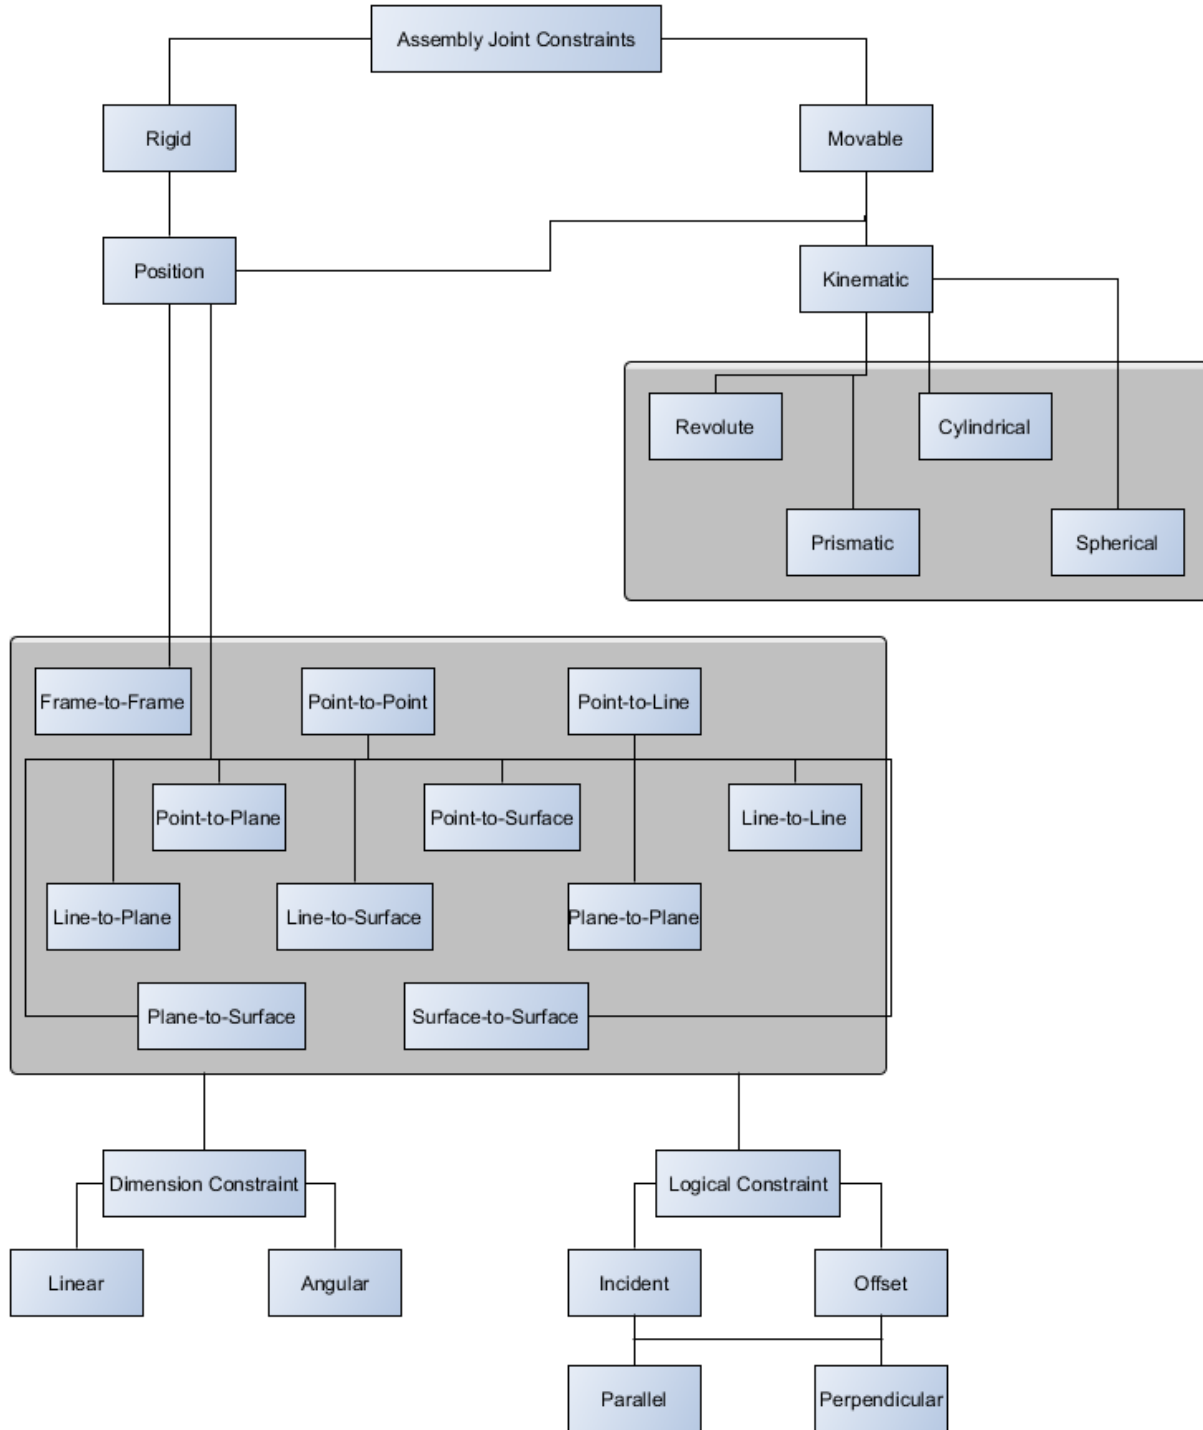 Assembly Joint Constraints
Rigid
Movable
Position
Kinematic
Revolute
Cylindrical
Prismatic
Spherical
Frame-to-Frame
Point-to-Point
Point-to-Line
Point-to-Plane
Point-to-Surface
Line-to-Line
Line-to-Plane
Line-to-Surface
Plane-to-Plane
Plane-to-Surface
Surface-to-Surface
Dimension Constraint
Logical Constraint
Linear
Angular
Incident
Offset
Parallel
Perpendicular